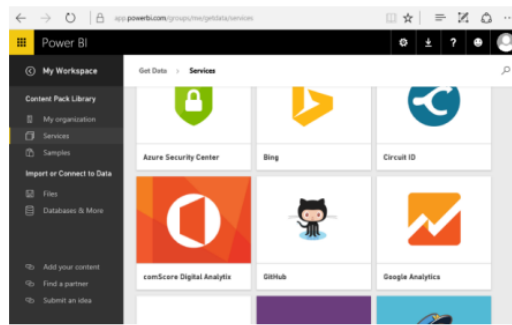 app.powerbi.com/groups/me/getdata/services
Power BI
My Workspace
Get Data > Services
Content Pack Library
My organization
Services
Samples
Import or Connect to Data
Files
Databases & More
Add your content
Find a partner
Submit an idea
Azure Security Center
Bing
Circuit ID
comScore Digital Analytix
GitHub
Google Analytics